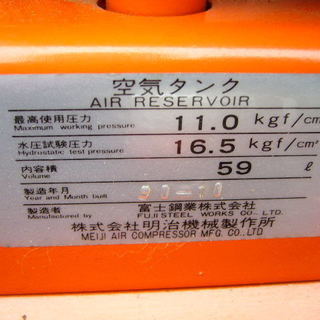 空気タンク
AIR RESERVOIR
最高使用圧力 11.0 kgf/cm
Maximum working pressure
水圧試験圧力 16.5 kgf/cm²
Hydrostatic test pressure
内容積 59 ℓ
製造年月
Year and Month built
製造者 富士鋼業株式会社
Manufactured by FUJI STEEL WORKS CO., LTD.
株式会社明治機械製作所
MEIJI AIR COMPRESSOR MFG. CO., LTD